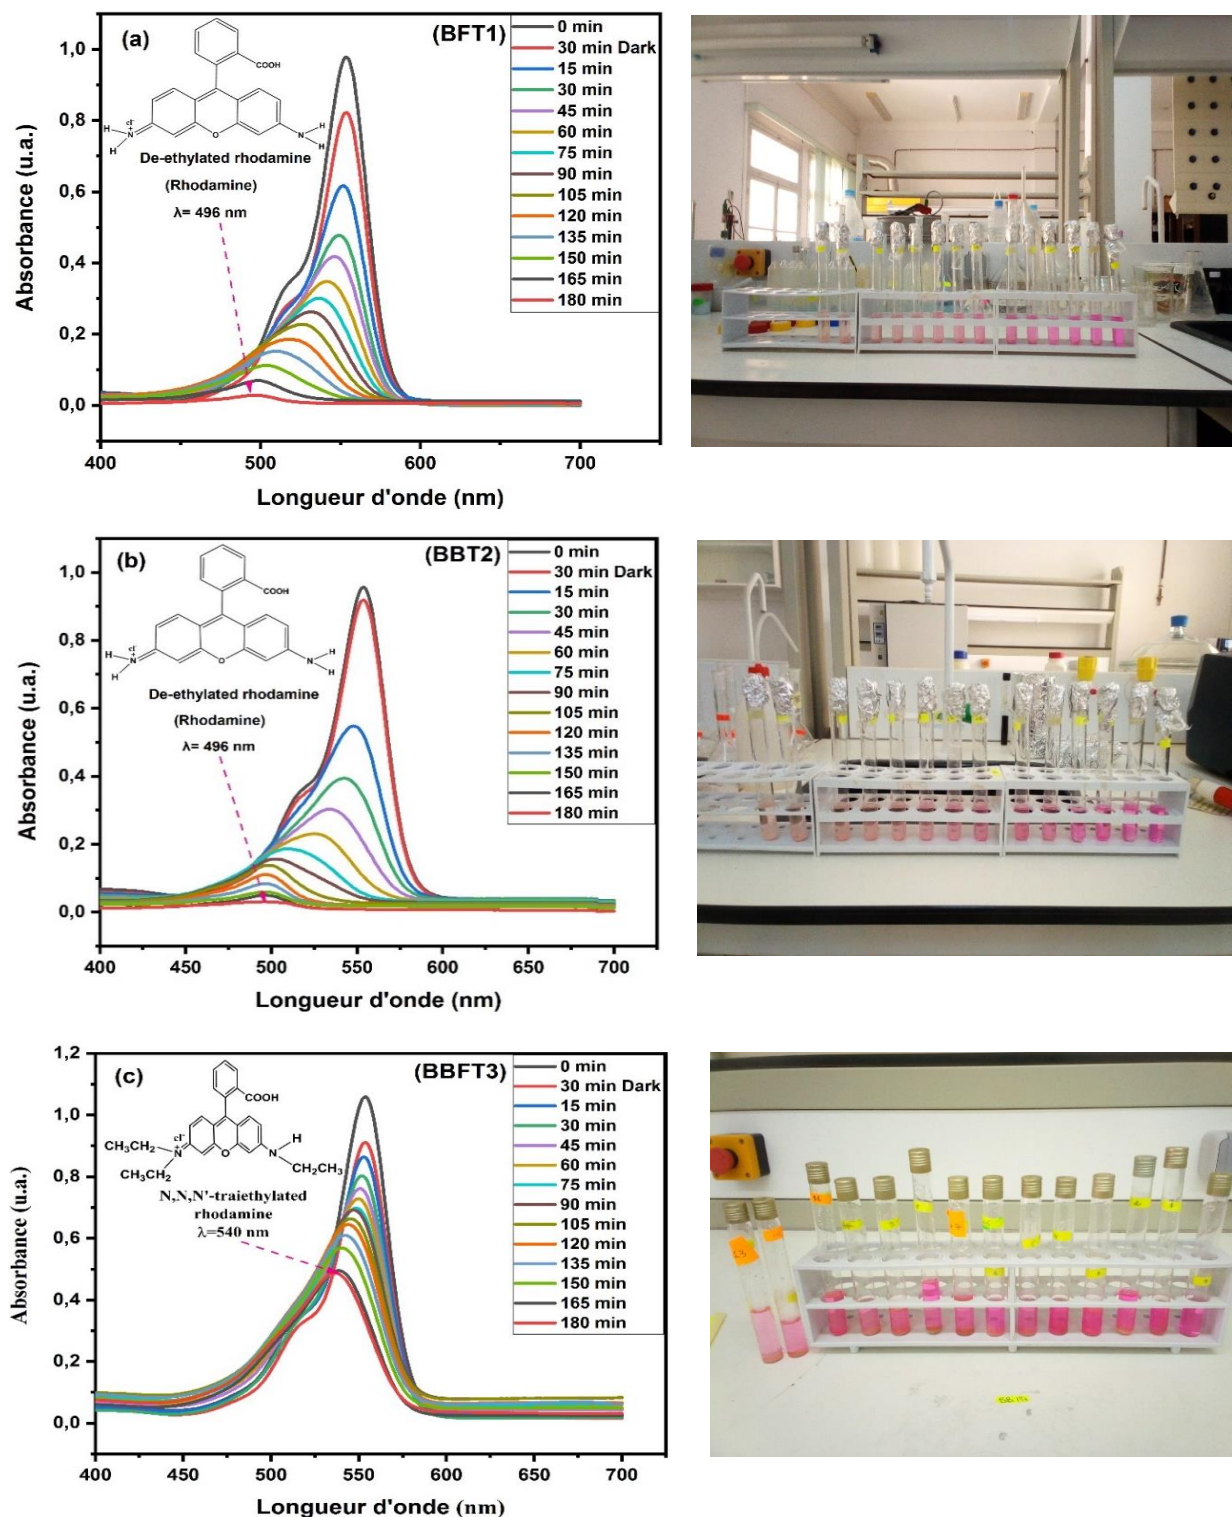 (a)
(BFT1)
COOH
cl-
N+
H
H
O
N
H
H
De-ethylated rhodamine
(Rhodamine)
λ= 496 nm
0 min
30 min Dark
15 min
30 min
45 min
60 min
75 min
90 min
105 min
120 min
135 min
150 min
165 min
180 min
Absorbance (u.a.)
1,0
0,8
0,6
0,4
0,2
0,0
400 500 600 700
Longueur d'onde (nm)
(b)
(BBT2)
COOH
cl-
N+
H
H
O
N
H
H
De-ethylated rhodamine
(Rhodamine)
λ= 496 nm
0 min
30 min Dark
15 min
30 min
45 min
60 min
75 min
90 min
105 min
120 min
135 min
150 min
165 min
180 min
Absorbance (u.a.)
1,0
0,8
0,6
0,4
0,2
0,0
400 450 500 550 600 650 700
Longueur d'onde (nm)
(c)
(BBFT3)
COOH
cl-
CH3CH2
N+
CH3CH2
O
N
H
C2CH3
N,N,N'-traiethylated
rhodamine
λ=540 nm
0 min
30 min Dark
15 min
30 min
45 min
60 min
75 min
90 min
105 min
120 min
135 min
150 min
165 min
180 min
Absorbance (u.a.)
1,2
1,0
0,8
0,6
0,4
0,2
0,0
400 450 500 550 600 650 700
Longueur d'onde (nm)